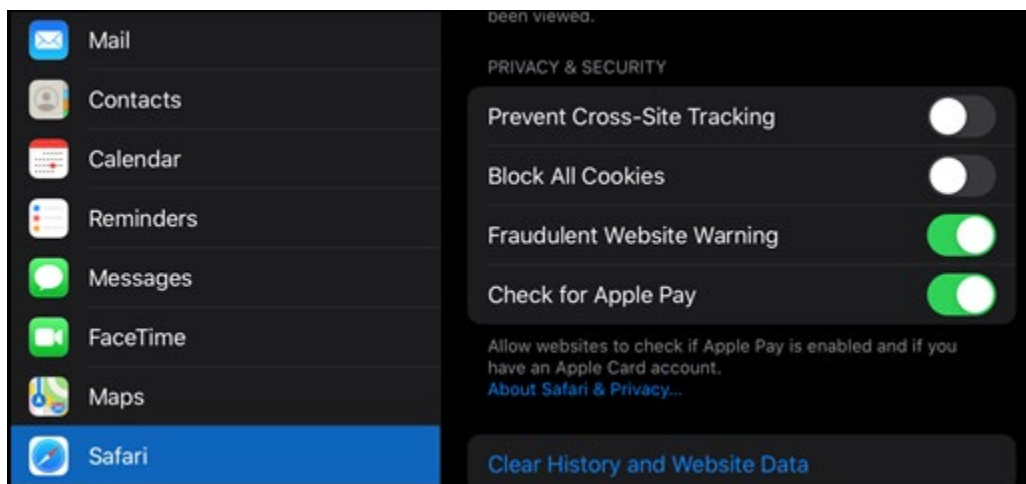 Mail
Contacts
Calendar
Reminders
Messages
FaceTime
Maps
Safari
been viewed.
PRIVACY & SECURITY
Prevent Cross-Site Tracking
Block All Cookies
Fraudulent Website Warning
Check for Apple Pay
Allow websites to check if Apple Pay is enabled and if you
have an Apple Card account.
About Safari & Privacy...
Clear History and Website Data